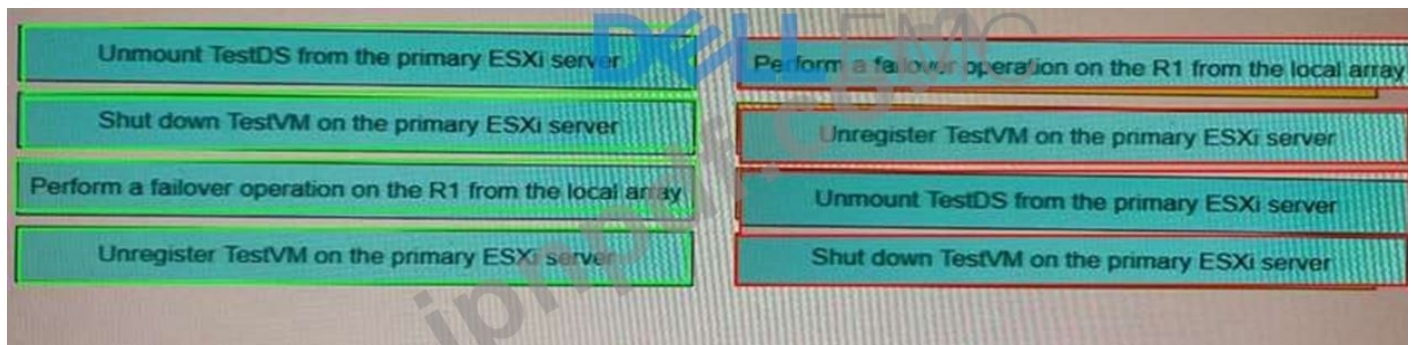 DELLEMC
Unmount TestDS from the primary ESXi server
Shut down TestVM on the primary ESXi server
Perform a failover operation on the R1 from the local array
Unregister TestVM on the primary ESXi server
Perform a failover operation on the R1 from the local array
Unregister TestVM on the primary ESXi server
Unmount TestDS from the primary ESXi server
Shut down TestVM on the primary ESXi server